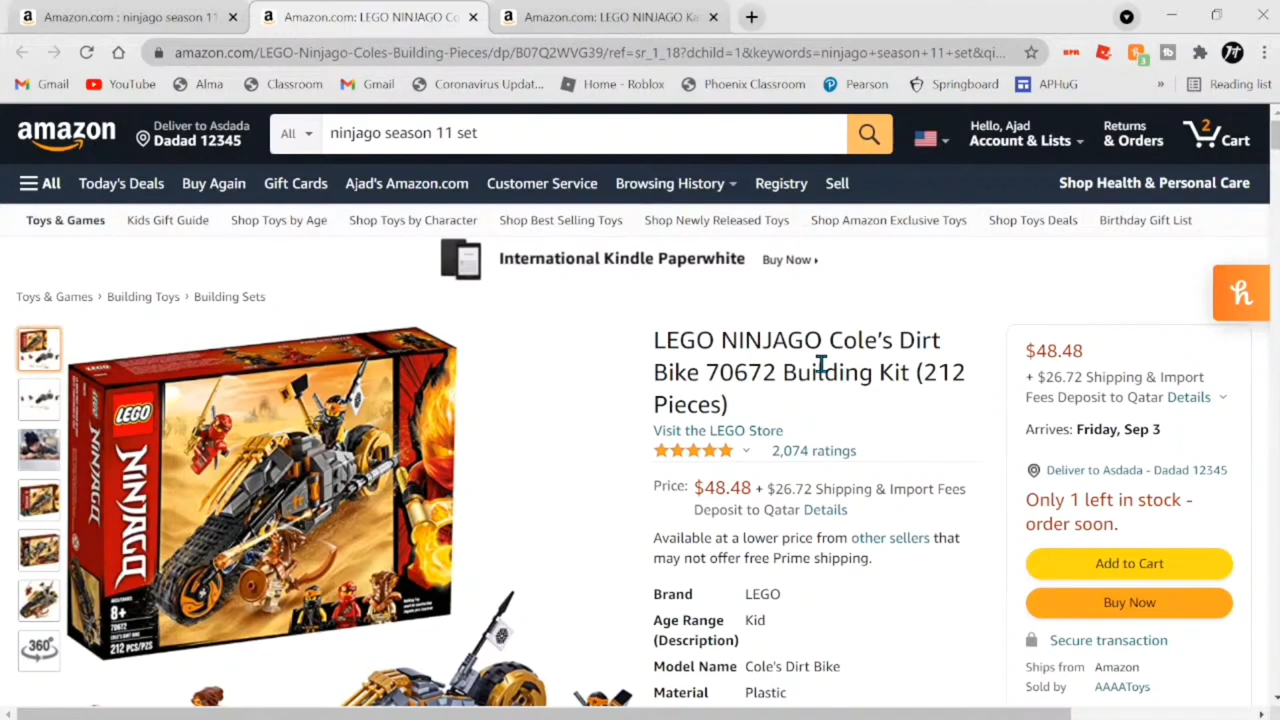 Amazon.com: ninjago season 11
Amazon.com: LEGO NINJAGO Co
Amazon.com: LEGO NINJAGO Ka
amazon.com/LEGO-Ninjago-Coles-Building-Pieces/dp/B07Q2WVG39/ref=sr_1_18?dchild=1&keywords=ninjago+season+11+set&qi...
Gmail YouTube Alma Classroom Gmail Coronavirus Updat... Home - Roblox Phoenix Classroom Pearson Springboard APHuG » Reading list
amazon
Deliver to Asdada
Dadad 12345
All ninjago season 11 set
Hello, Ajad
Account & Lists
Returns
& Orders
2
Cart
All Today's Deals Buy Again Gift Cards Ajad's Amazon.com Customer Service Browsing History Registry Sell Shop Health & Personal Care
Toys & Games Kids Gift Guide Shop Toys by Age Shop Toys by Character Shop Best Selling Toys Shop Newly Released Toys Shop Amazon Exclusive Toys Shop Toys Deals Birthday Gift List
International Kindle Paperwhite Buy Now ›
Toys & Games › Building Toys › Building Sets
LEGO
NINJAGO
8+
70672
COLE'S DIRT BIKE
212 PCS/PZS
360°
LEGO NINJAGO Cole's Dirt
Bike 70672 Building Kit (212
Pieces)
Visit the LEGO Store
2,074 ratings
Price: $48.48 + $26.72 Shipping & Import Fees
Deposit to Qatar Details
Available at a lower price from other sellers that
may not offer free Prime shipping.
Brand LEGO
Age Range Kid
(Description)
Model Name Cole's Dirt Bike
Material Plastic
$48.48
+ $26.72 Shipping & Import
Fees Deposit to Qatar Details
Arrives: Friday, Sep 3
Deliver to Asdada - Dadad 12345
Only 1 left in stock -
order soon.
Add to Cart
Buy Now
Secure transaction
Ships from Amazon
Sold by AAAAToys